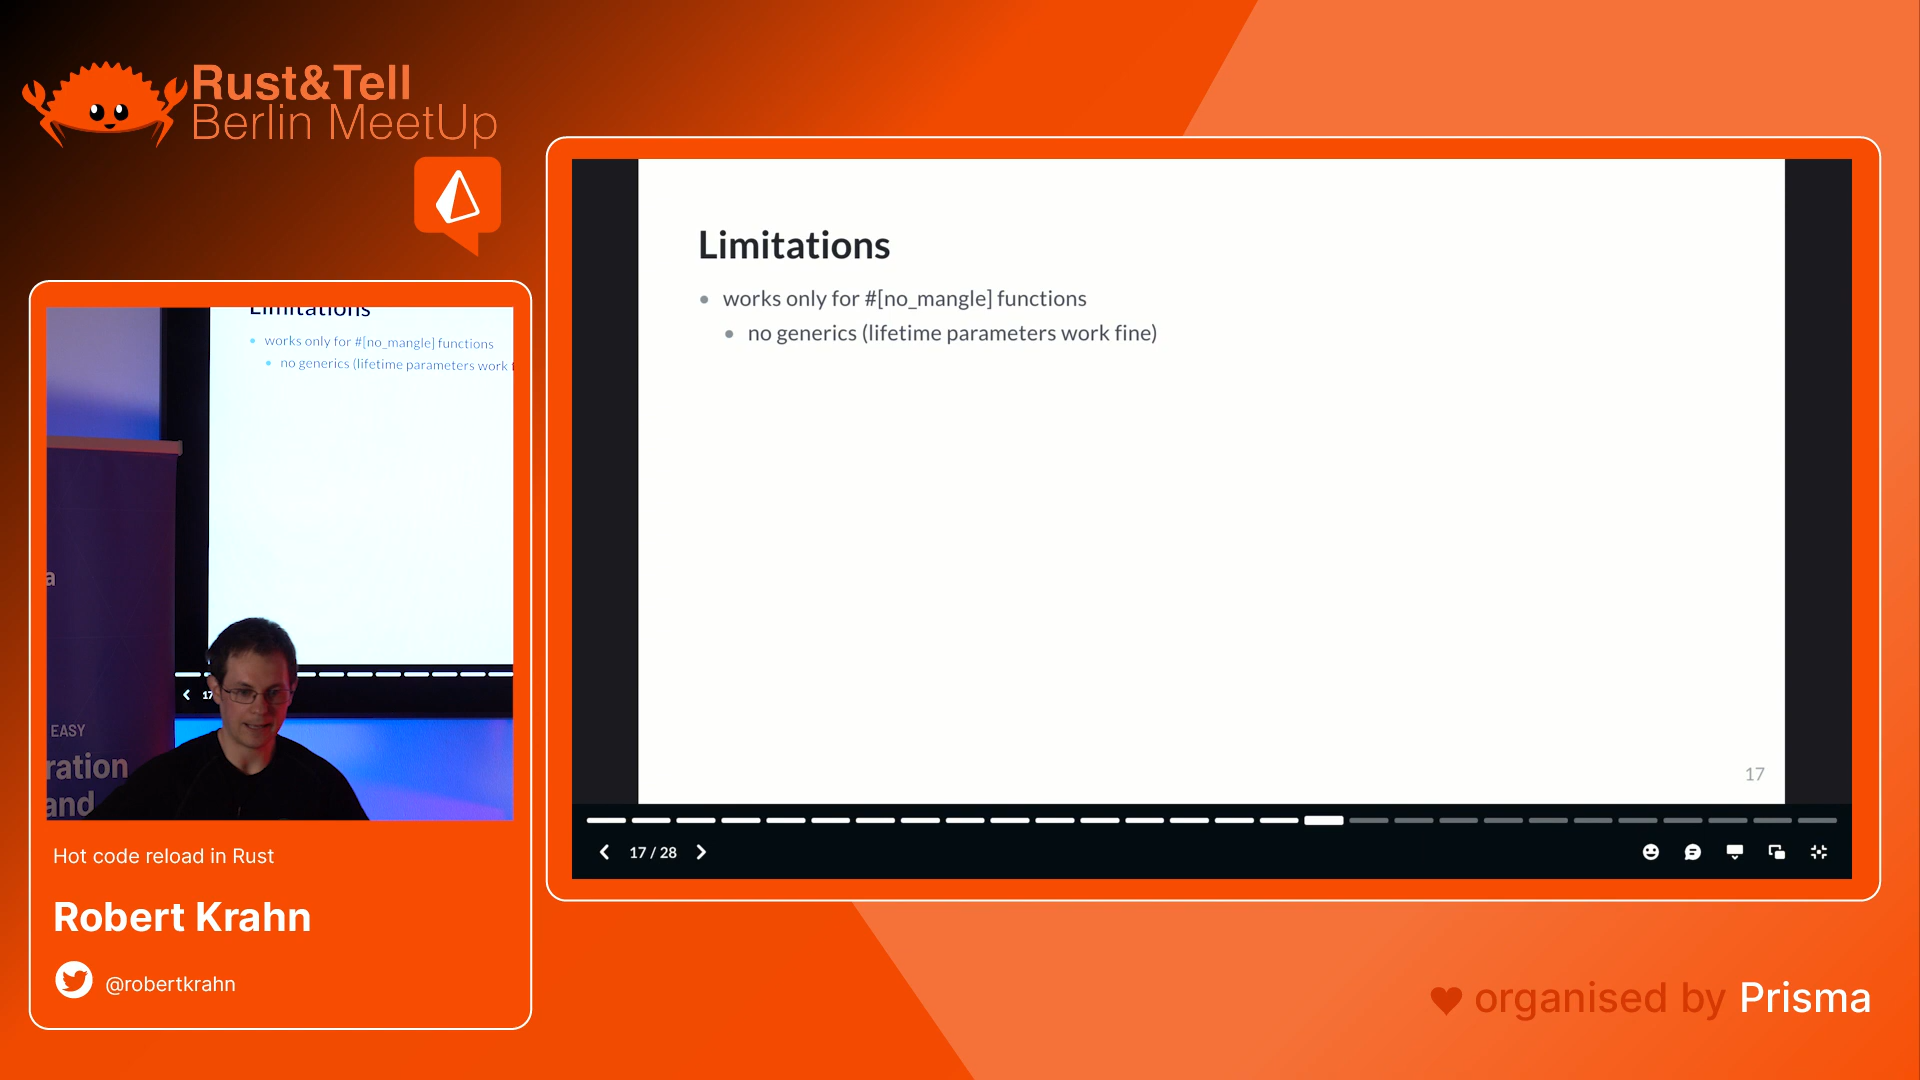 Rust&Tell
Berlin MeetUp
Limitations
works only for #[no_mangle] functions
no generics (lifetime parameters work
17
EASY
ration
and
Hot code reload in Rust
Robert Krahn
@robertkrahn
Limitations
works only for #[no_mangle] functions
no generics (lifetime parameters work fine)
17
17 / 28
organised by Prisma